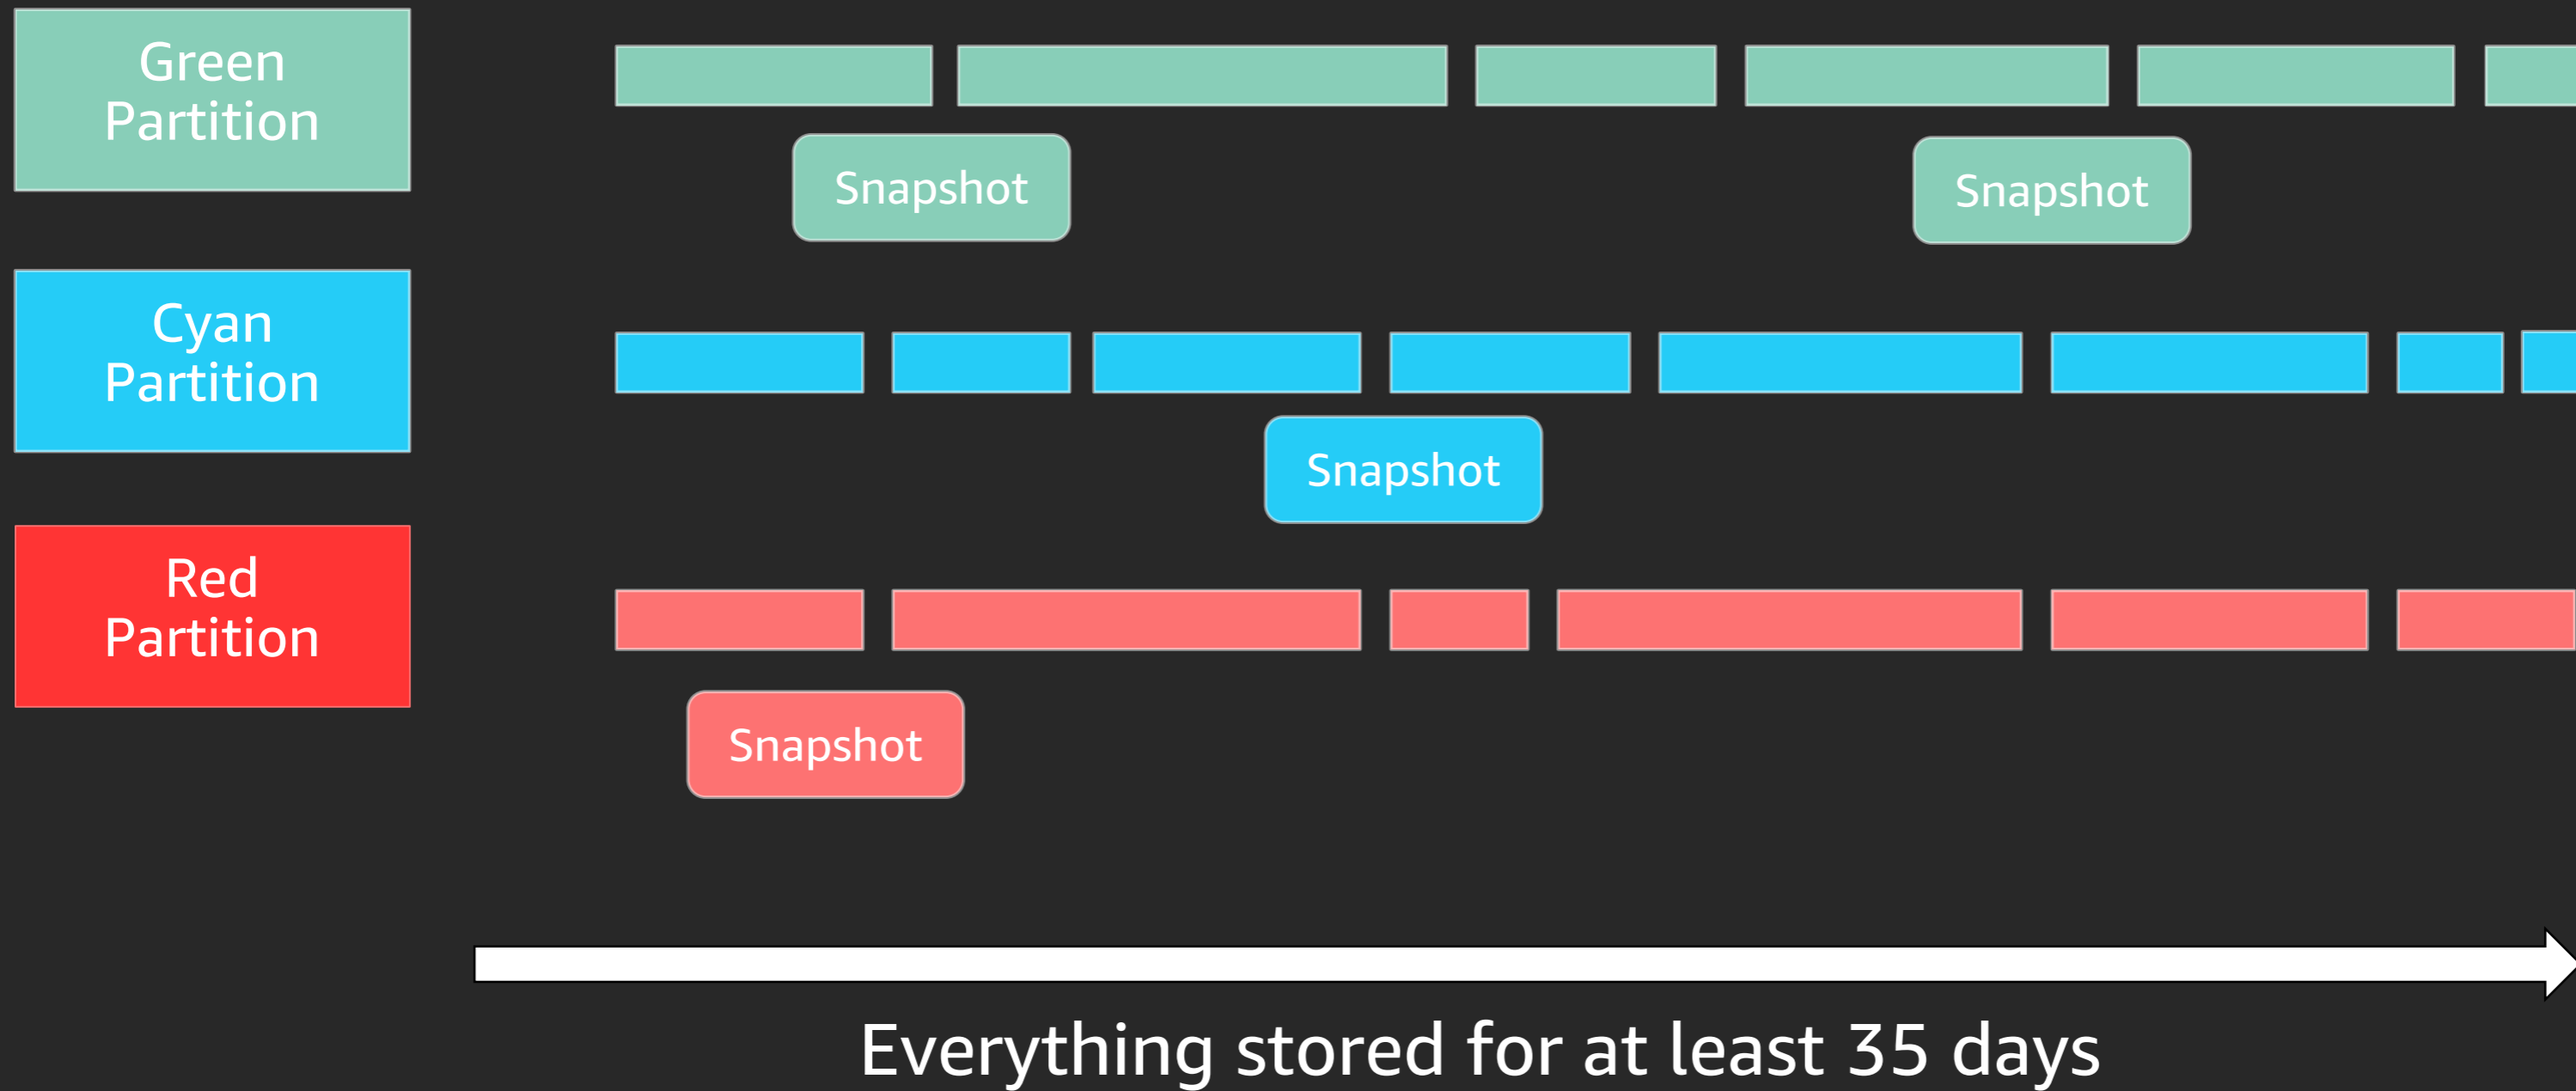 Green
Partition
Snapshot
Snapshot
Cyan
Partition
Snapshot
Red
Partition
Snapshot
Everything stored for at least 35 days